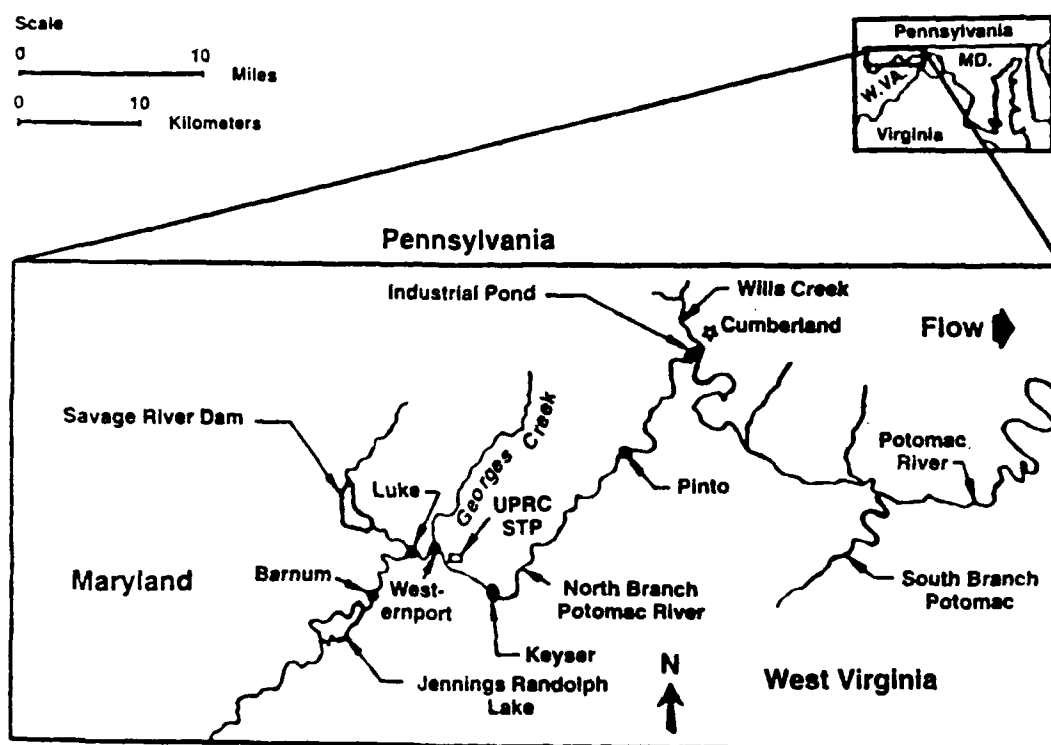 Scale
0 10
Miles
0 10
Kilometers
Pennsylvania
MD.
W.VA.
Virginia
Pennsylvania
Industrial Pond
Wills Creek
Cumberland
Flow
Savage River Dam
Georges Creek
Luke
UPRC
STP
Pinto
Potomac
River
Maryland
Barnum
West-
ernport
North Branch
Potomac River
South Branch
Potomac
Keyser
N
Jennings Randolph
Lake
West Virginia